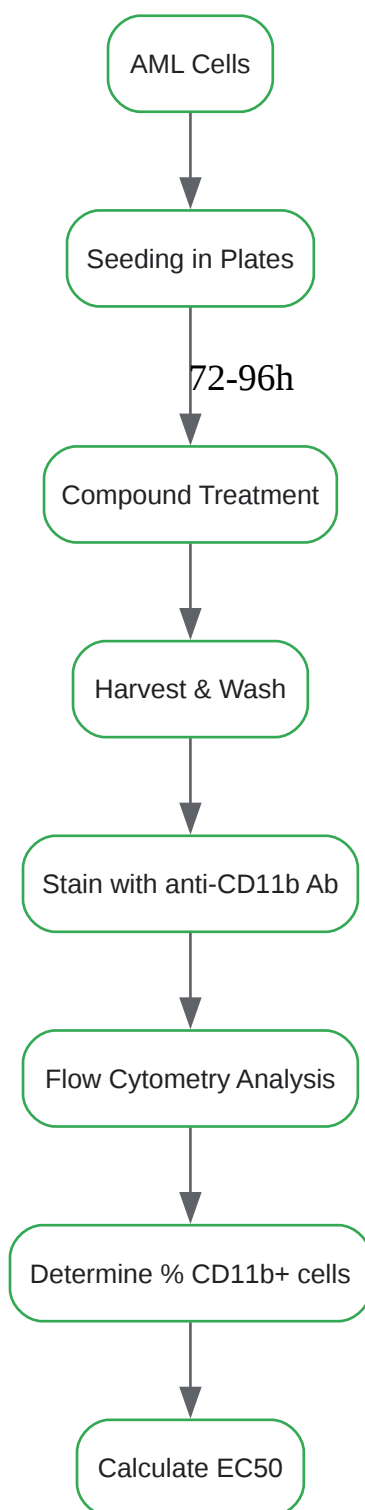 AML Cells
Seeding in Plates
72-96h
Compound Treatment
Harvest & Wash
Stain with anti-CD11b Ab
Flow Cytometry Analysis
Determine % CD11b+ cells
Calculate EC50